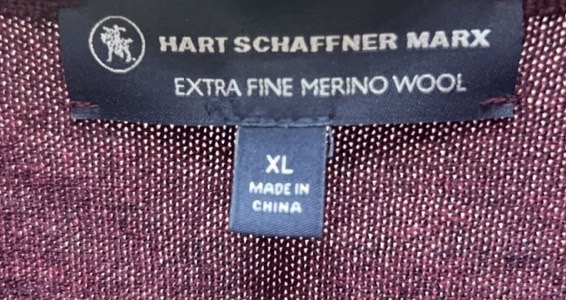 HART SCHAFFNER MARX
EXTRA FINE MERINO WOOL
XL
MADE IN
CHINA